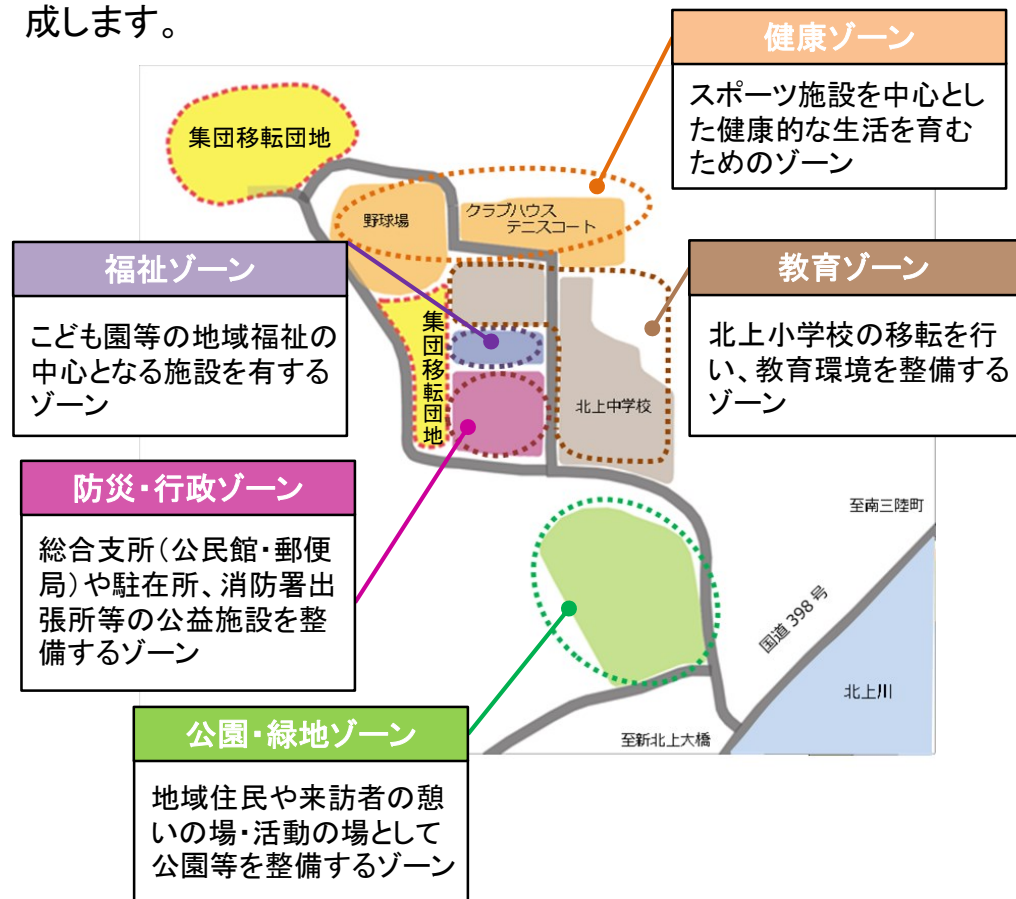 成します。
健康ゾーン
スポーツ施設を中心とし
た健康的な生活を育む
ためのゾーン
集団移転団地
野球場
クラブハウス
テニスコート
福祉ゾーン
こども園等の地域福祉の
中心となる施設を有する
ゾーン
教育ゾーン
北上小学校の移転を行
い、教育環境を整備する
ゾーン
集団移転団地
北上中学校
防災・行政ゾーン
総合支所（公民館・郵便
局）や駐在所、消防署出
張所等の公益施設を整
備するゾーン
至南三陸町
国道 398 号
北上川
至新北上大橋
公園・緑地ゾーン
地域住民や来訪者の憩
いの場・活動の場として
公園等を整備するゾーン